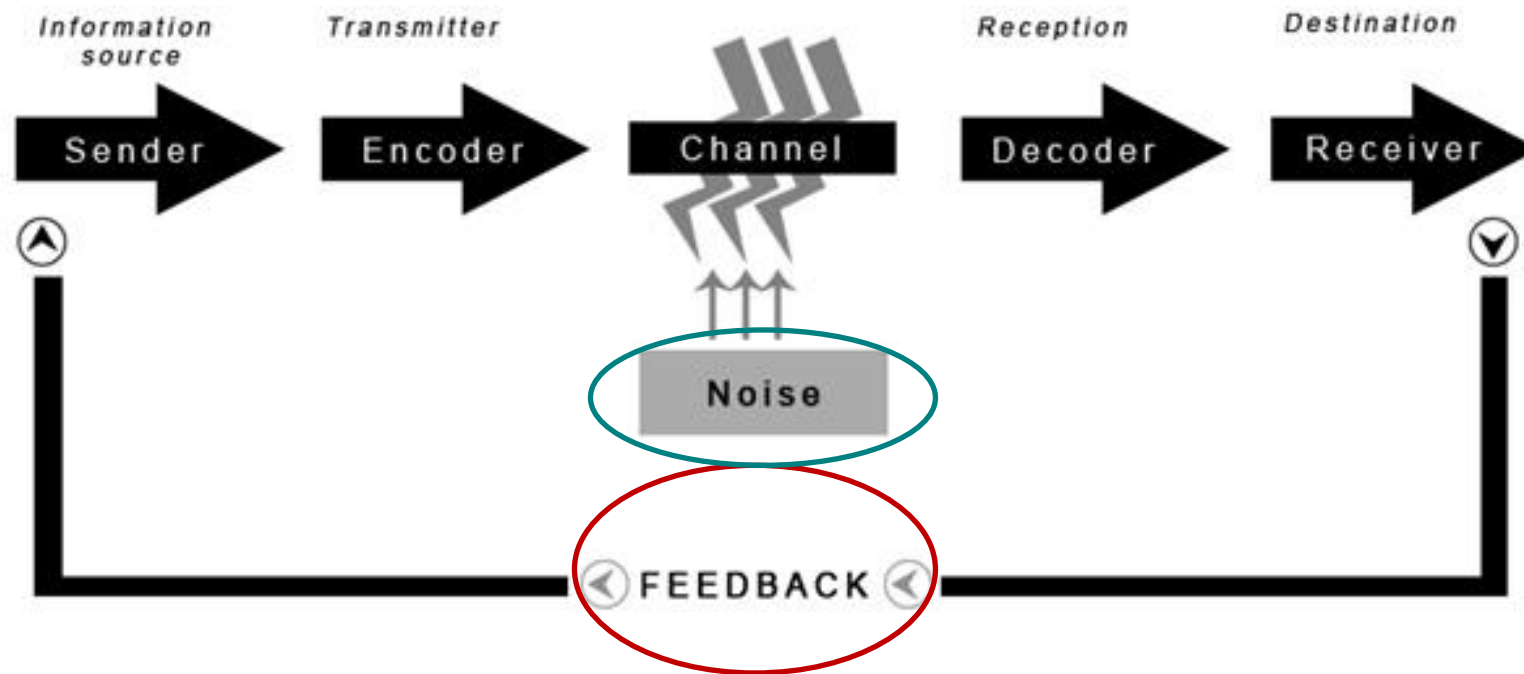 Information
source
Transmitter
Reception
Destination
Sender
Encoder
Channel
Decoder
Receiver
Noise
FEEDBACK